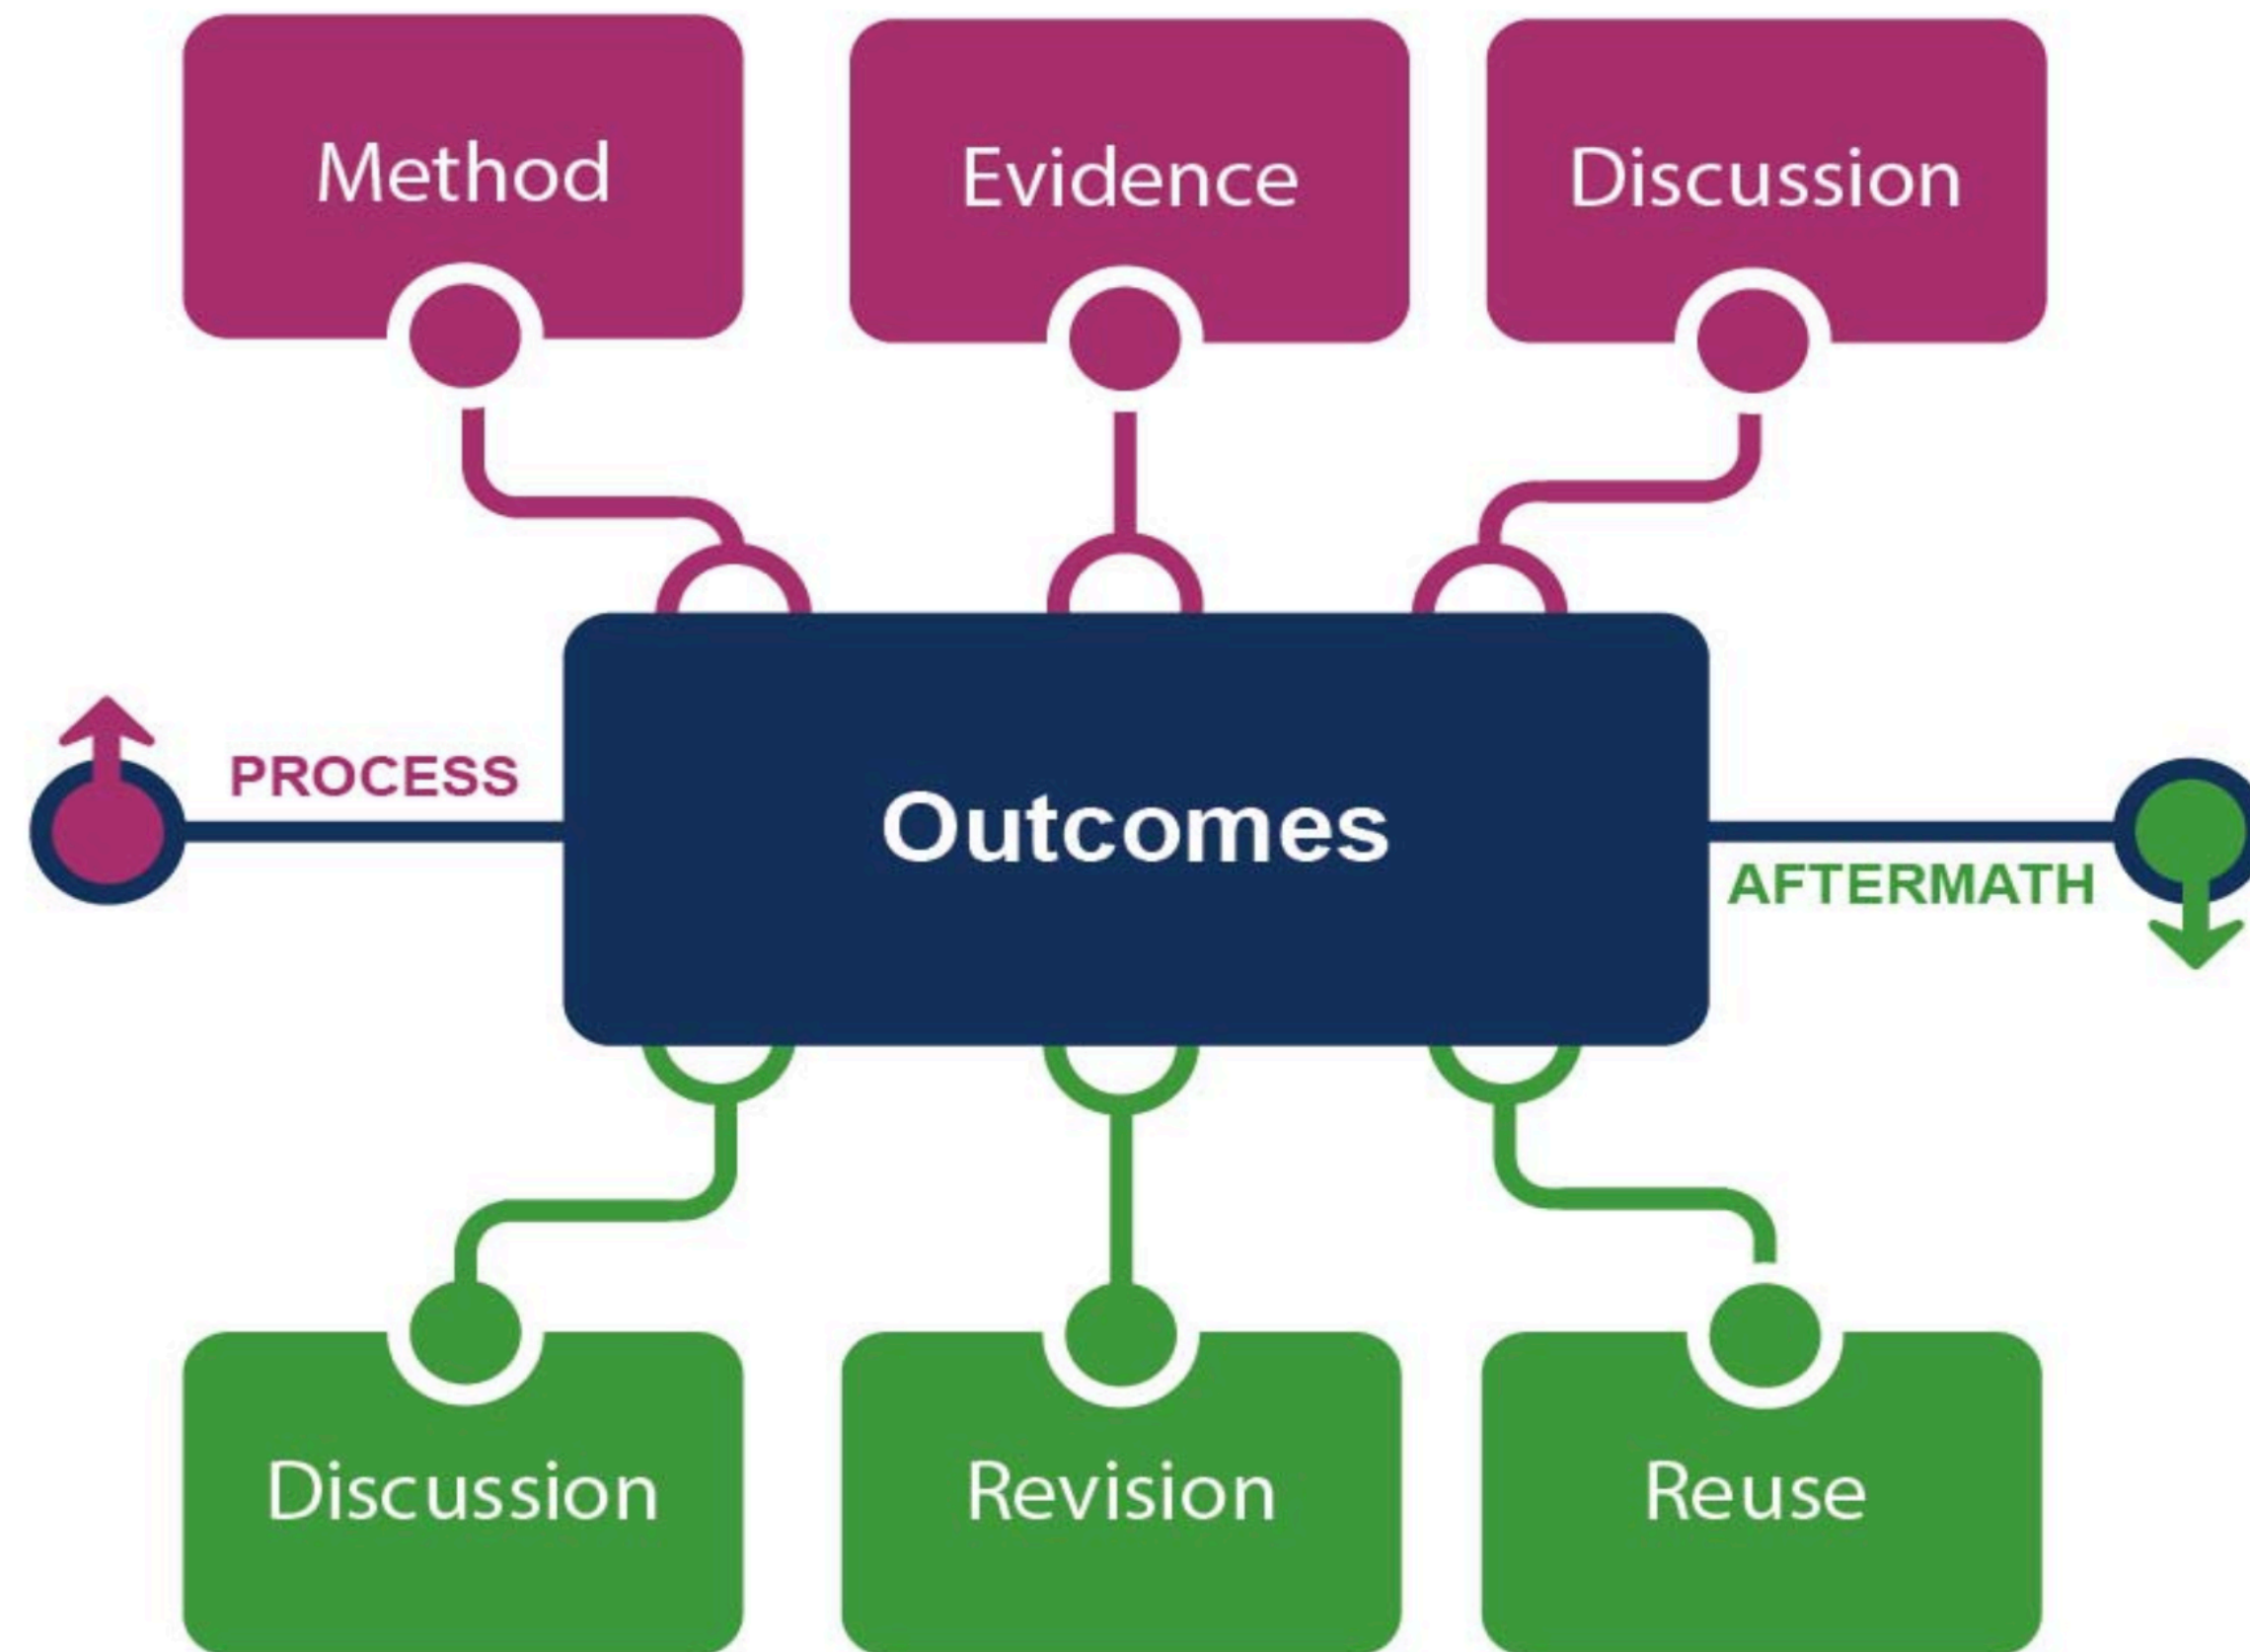 Method
Evidence
Discussion
PROCESS
Outcomes
AFTERMATH
Discussion
Revision
Reuse